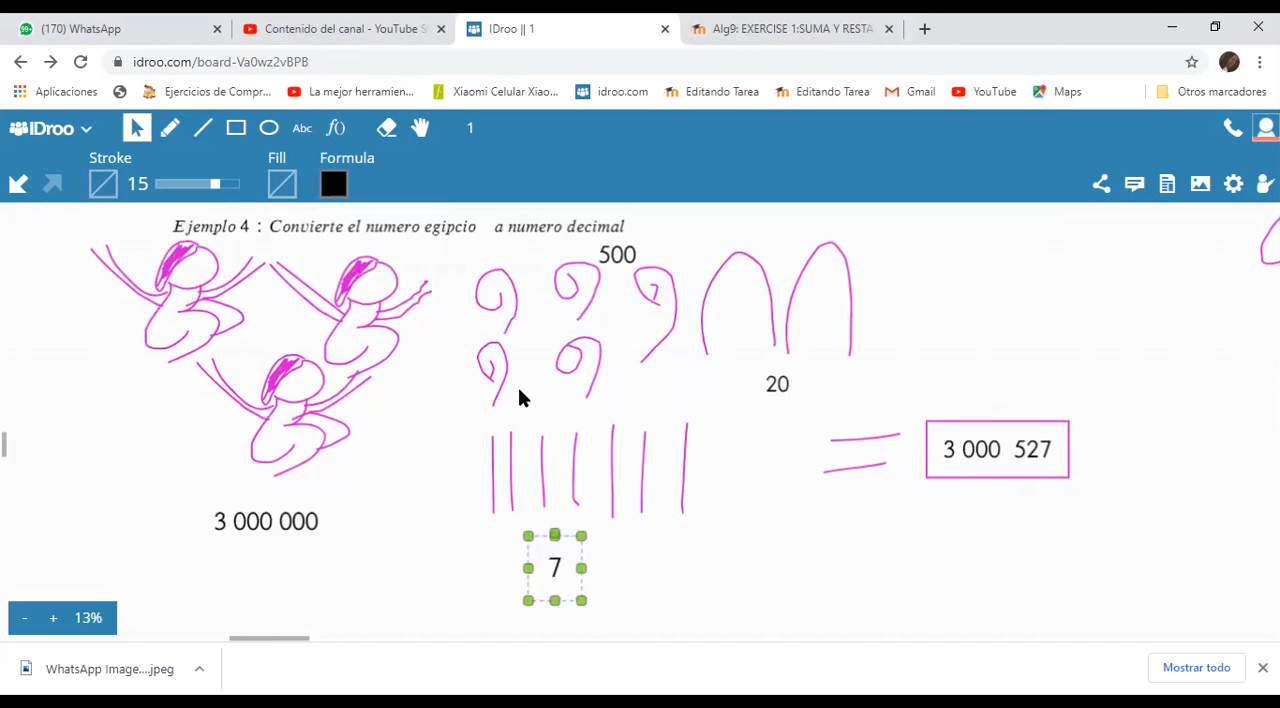 (170) WhatsApp
Contenido del canal - YouTube S
IDroo || 1
Alg9: EXERCISE 1:SUMA Y RESTA
idroo.com/board-Va0wz2vBPB
Aplicaciones
Ejercicios de Compr...
La mejor herramien...
Xiaomi Celular Xiao...
idroo.com
Editando Tarea
Editando Tarea
Gmail
YouTube
Maps
Otros marcadores
IDroo
Abc
f()
1
Stroke
Fill
Formula
15
Ejemplo 4 : Convierte el numero egipcio a numero decimal
500
20
3 000 527
3 000 000
7
- + 13%
WhatsApp Image....jpeg
Mostrar todo